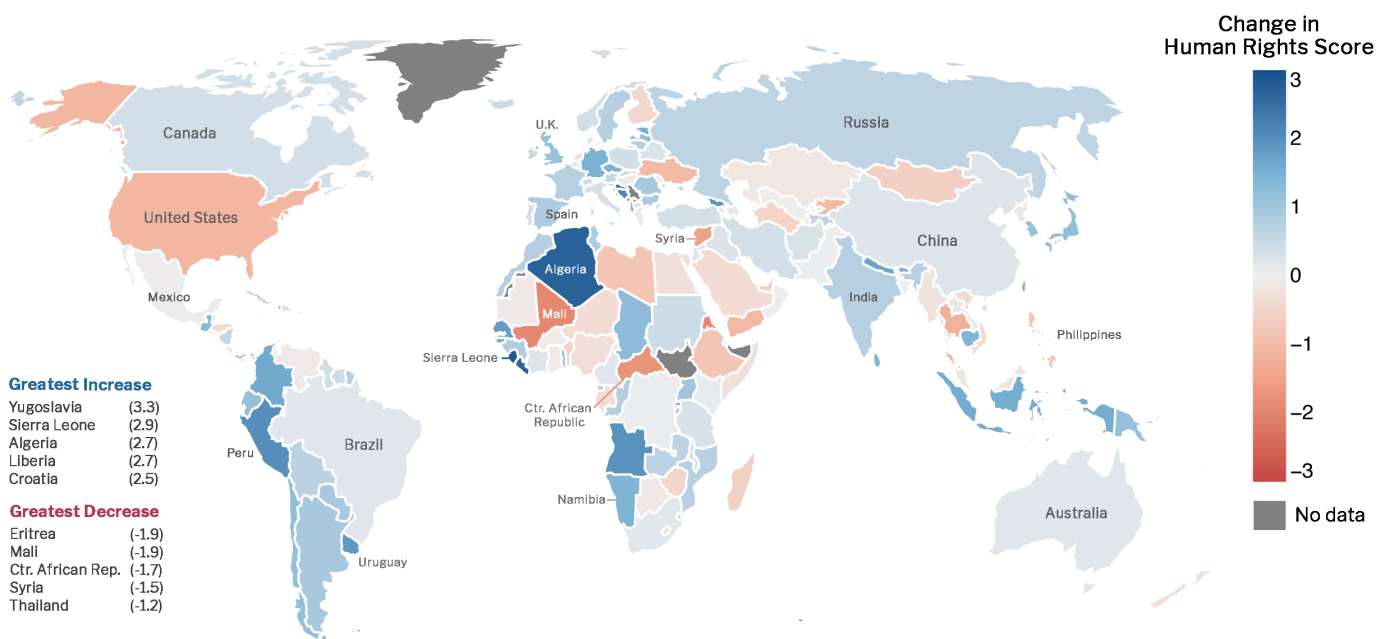 Change in
Human Rights Score
3
2
1
0
−1
−2
−3
No data
Canada
United States
Mexico
U.K.
Russia
Spain
Syria
Algeria
China
India
Mali
Philippines
Sierra Leone
Ctr. African
Republic
Peru
Brazil
Namibia
Australia
Uruguay
Greatest Increase
Yugoslavia (3.3)
Sierra Leone (2.9)
Algeria (2.7)
Liberia (2.7)
Croatia (2.5)
Greatest Decrease
Eritrea (-1.9)
Mali (-1.9)
Ctr. African Rep. (-1.7)
Syria (-1.5)
Thailand (-1.2)